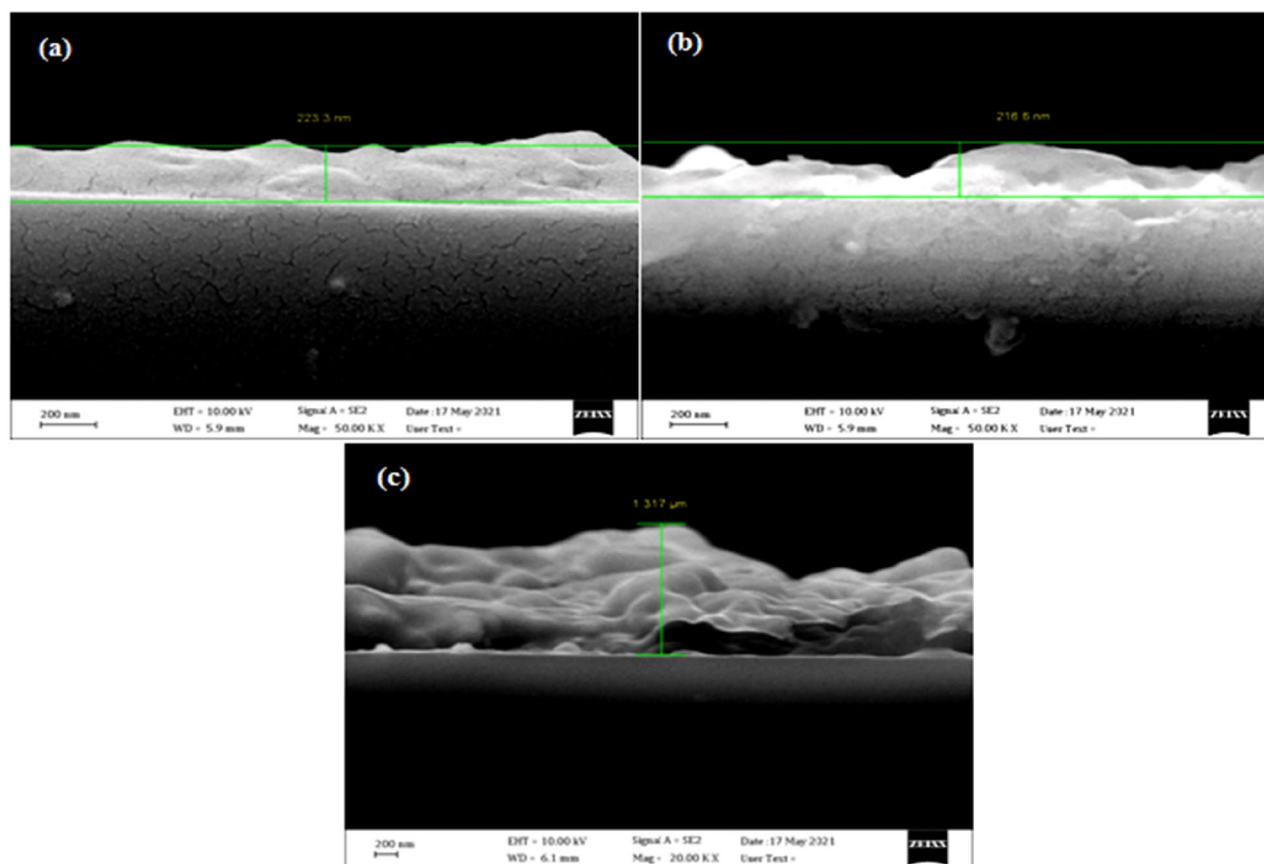 (a)
223.3 nm
200 nm
EHT = 10.00 kV
Signal A = SE2
Date :17 May 2021
WD = 5.9 mm
Mag = 50.00 K X
User Text =
ZEISS
(b)
216.6 nm
200 nm
EHT = 10.00 kV
Signal A = SE2
Date :17 May 2021
WD = 5.9 mm
Mag = 50.00 K X
User Text =
ZEISS
(c)
1.317 µm
200 nm
EHT = 10.00 kV
Signal A = SE2
Date :17 May 2021
WD = 6.1 mm
Mag = 20.00 K X
User Text =
ZEISS